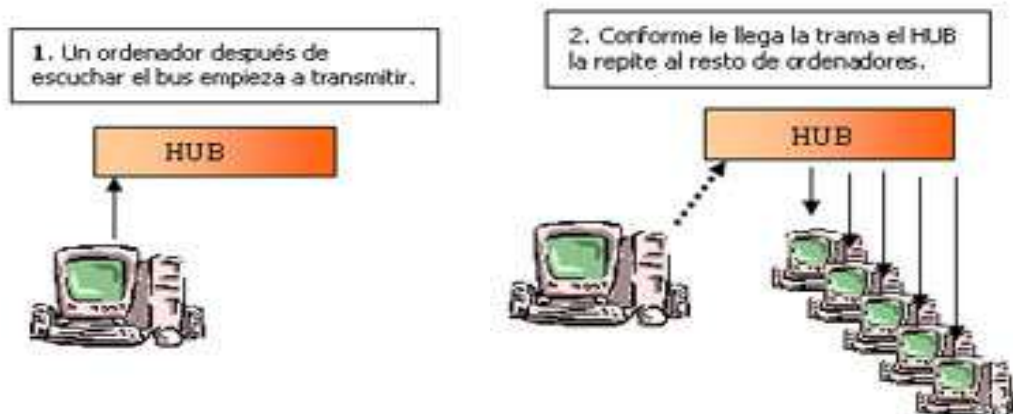 1. Un ordenador después de
escuchar el bus empieza a transmitir.
HUB
2. Conforme le llega la trama el HUB
la repite al resto de ordenadores.
HUB